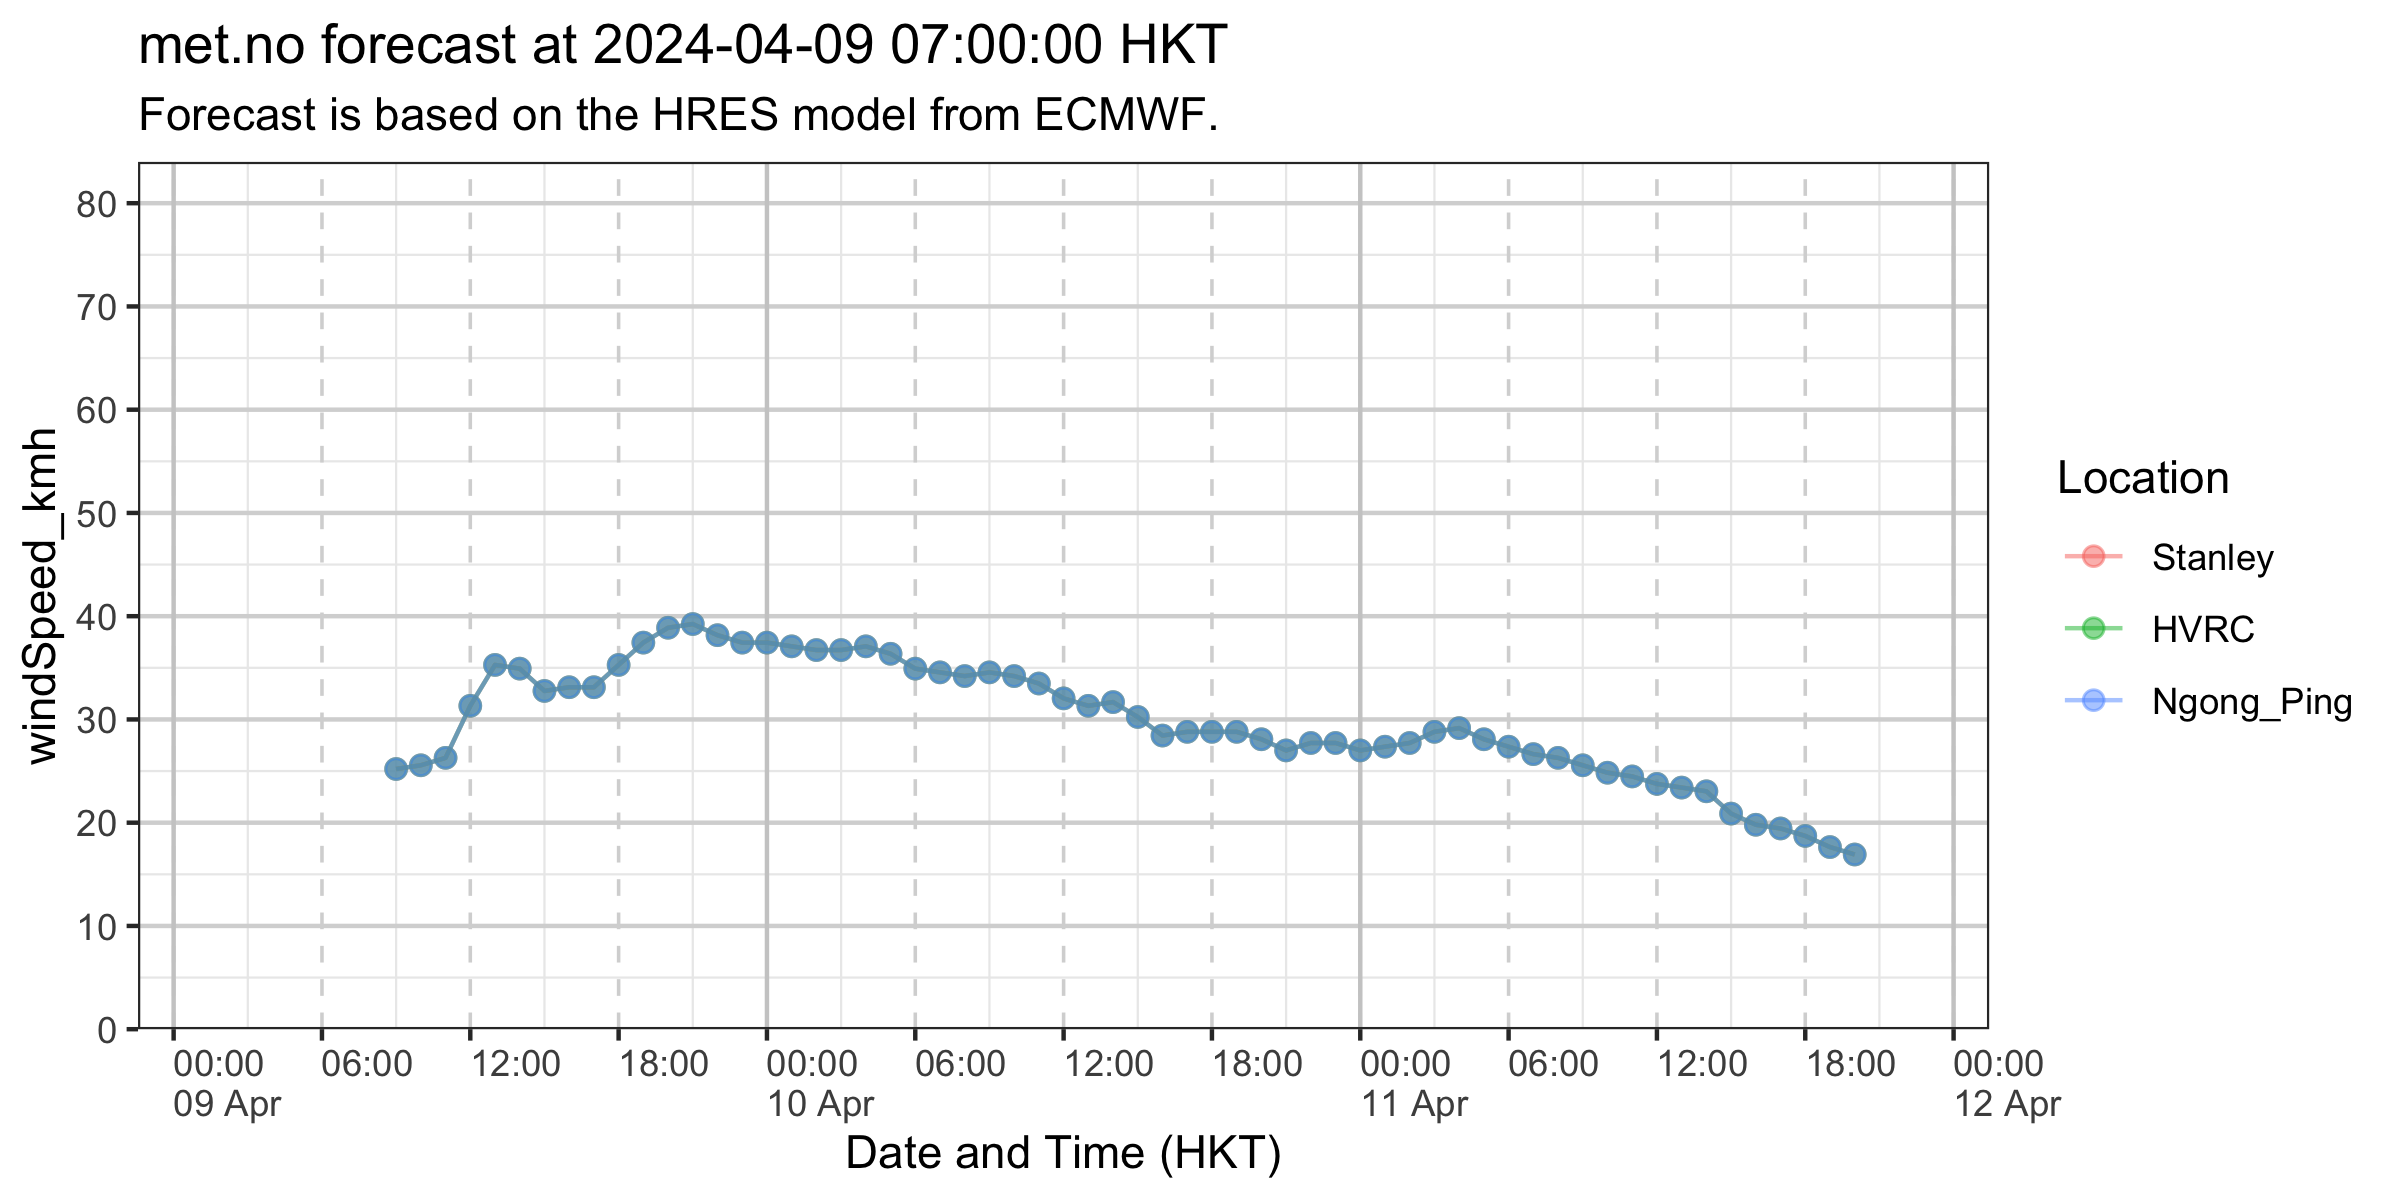 met.no forecast at 2024-04-09 07:00:00 HKT
Forecast is based on the HRES model from ECMWF.
windSpeed_kmh
80
70
60
50
40
30
20
10
0
00:00 06:00 12:00 18:00 00:00 06:00 12:00 18:00 00:00 06:00 12:00 18:00 00:00
09 Apr 10 Apr 11 Apr 12 Apr
Date and Time (HKT)
Location
Stanley
HVRC
Ngong_Ping